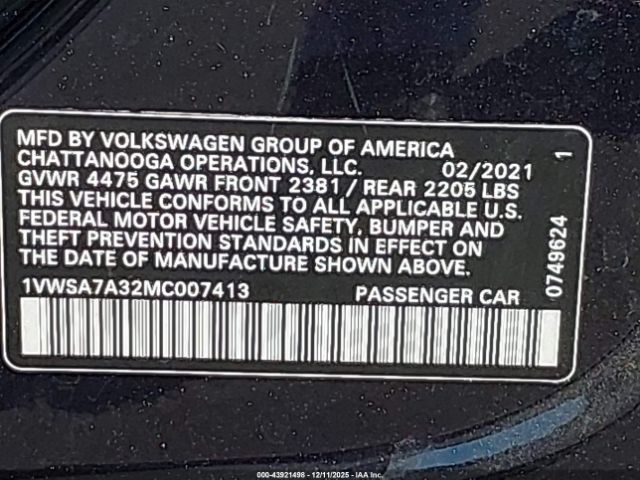 MFD BY VOLKSWAGEN GROUP OF AMERICA
CHATTANOOGA OPERATIONS, LLC. 02/2021 1
GVWR 4475 GAWR FRONT 2381 / REAR 2205 LBS
THIS VEHICLE CONFORMS TO ALL APPLICABLE U.S.
FEDERAL MOTOR VEHICLE SAFETY, BUMPER AND
THEFT PREVENTION STANDARDS IN EFFECT ON
THE DATE OF MANUFACTURE SHOWN ABOVE.
0749624
1VWSA7A32MC007413 PASSENGER CAR
000-43921498 - 12/11/2025 - IAA Inc.